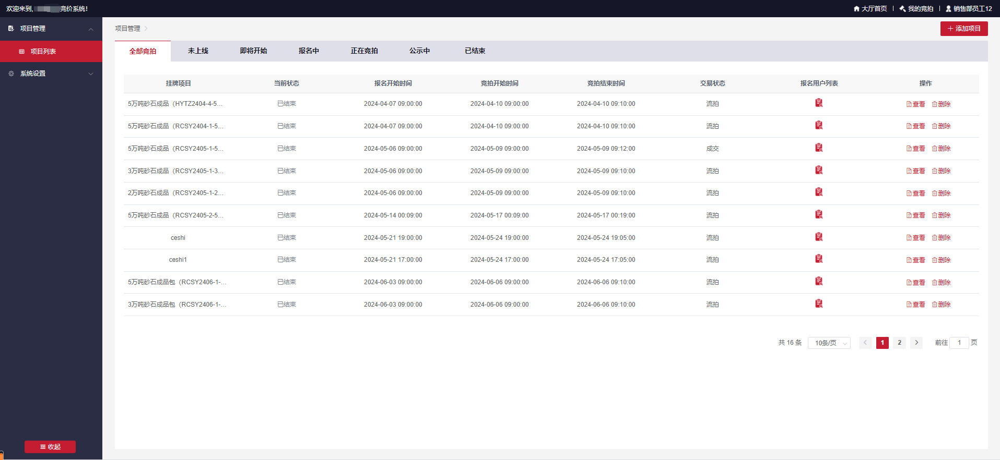 欢迎来到,竞价系统!
大厅首页 | 我的竞拍 | 销售部员工12
项目管理
项目列表
系统设置
收起
项目管理 >
添加项目
全部竞拍 未上线 即将开始 报名中 正在竞拍 公示中 已结束
挂牌项目 当前状态 报名开始时间 竞拍开始时间 竞拍结束时间 交易状态 报名用户列表 操作
5万吨砂石成品（HYTZ2404-4-5... 已结束 2024-04-07 09:00:00 2024-04-10 09:00:00 2024-04-10 09:10:00 流拍 查看 删除
5万吨砂石成品（RCSY2404-1-5... 已结束 2024-04-07 09:00:00 2024-04-10 09:00:00 2024-04-10 09:10:00 流拍 查看 删除
5万吨砂石成品（RCSY2405-1-5... 已结束 2024-05-06 09:00:00 2024-05-09 09:00:00 2024-05-09 09:12:00 成交 查看 删除
3万吨砂石成品（RCSY2405-1-3... 已结束 2024-05-06 09:00:00 2024-05-09 09:00:00 2024-05-09 09:10:00 流拍 查看 删除
2万吨砂石成品（RCSY2405-1-2... 已结束 2024-05-06 09:00:00 2024-05-09 09:00:00 2024-05-09 09:10:00 流拍 查看 删除
5万吨砂石成品（RCSY2405-2-5... 已结束 2024-05-14 00:09:00 2024-05-17 00:09:00 2024-05-17 00:19:00 流拍 查看 删除
ceshi 已结束 2024-05-21 19:00:00 2024-05-24 19:00:00 2024-05-24 19:05:00 流拍 查看 删除
ceshi1 已结束 2024-05-21 17:00:00 2024-05-24 17:00:00 2024-05-24 17:05:00 流拍 查看 删除
5万吨砂石成品包（RCSY2406-1-... 已结束 2024-06-03 09:00:00 2024-06-06 09:00:00 2024-06-06 09:10:00 流拍 查看 删除
3万吨砂石成品包（RCSY2406-1-... 已结束 2024-06-03 09:00:00 2024-06-06 09:00:00 2024-06-06 09:10:00 流拍 查看 删除
共 16 条 10条/页 < 1 2 > 前往 1 页